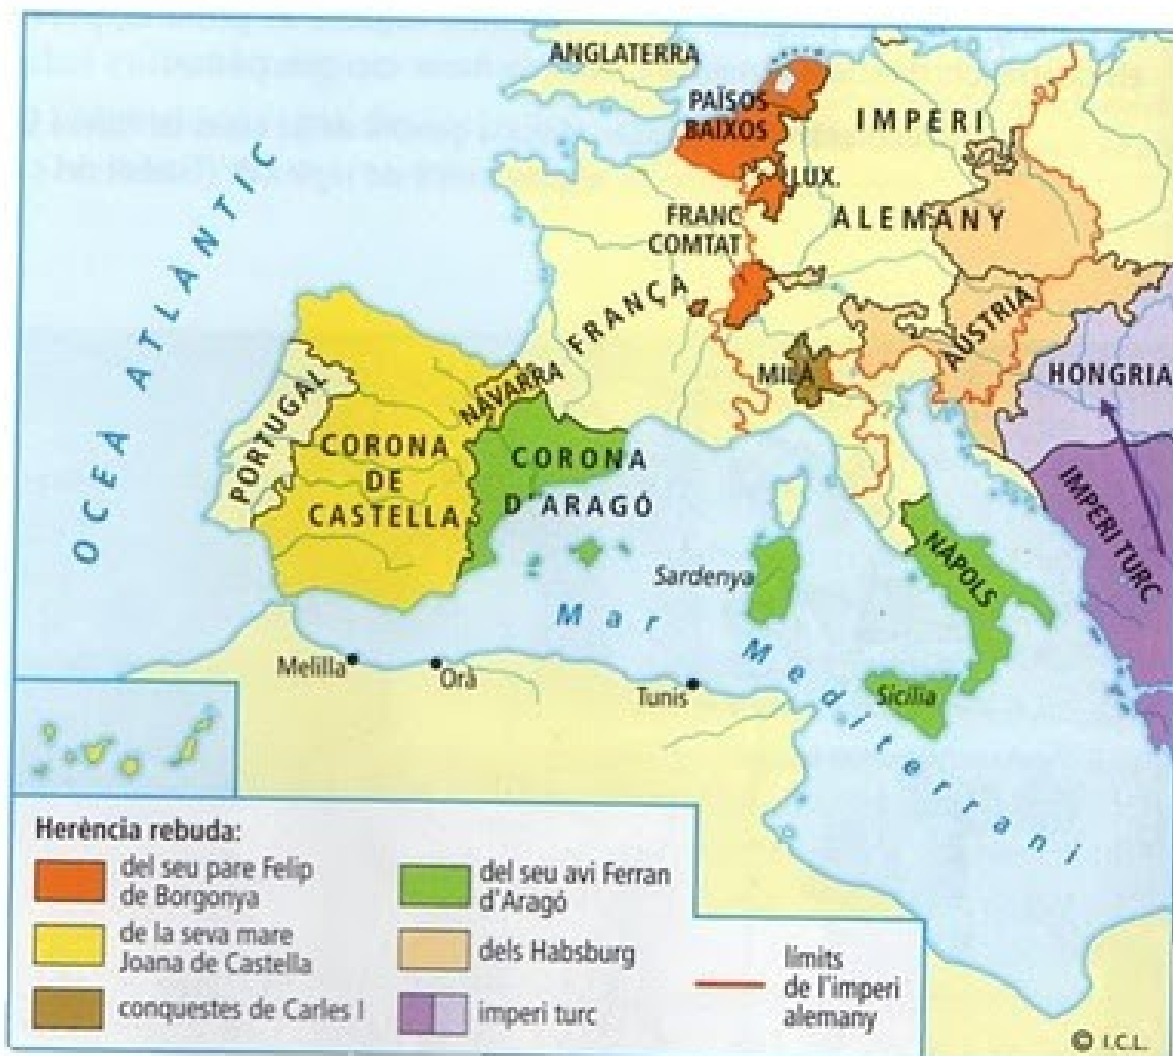 ANGLATERRA
PAÏSOS
BAIXOS
IMPERI
LUX.
ALEMANY
FRANC
COMTAT
OCEÀ ATLÀNTIC
FRANÇA
AÙSTRIA
MILÀ
HONGRIA
NAVARRA
PORTUGAL
CORONA
DE
CASTELLA
CORONA
D'ARAGÓ
IMPERI TURC
NÀPOLS
Sardenya
Mar Mediterrani
Melilla
Orà
Tunis
Sicília
Herència rebuda:
del seu pare Felip
de Borgonya
de la seva mare
Joana de Castella
conquestes de Carles I
del seu avi Ferran
d'Aragó
dels Habsburg
imperi turc
límits
de l'imperi
alemany
© I.C.L.